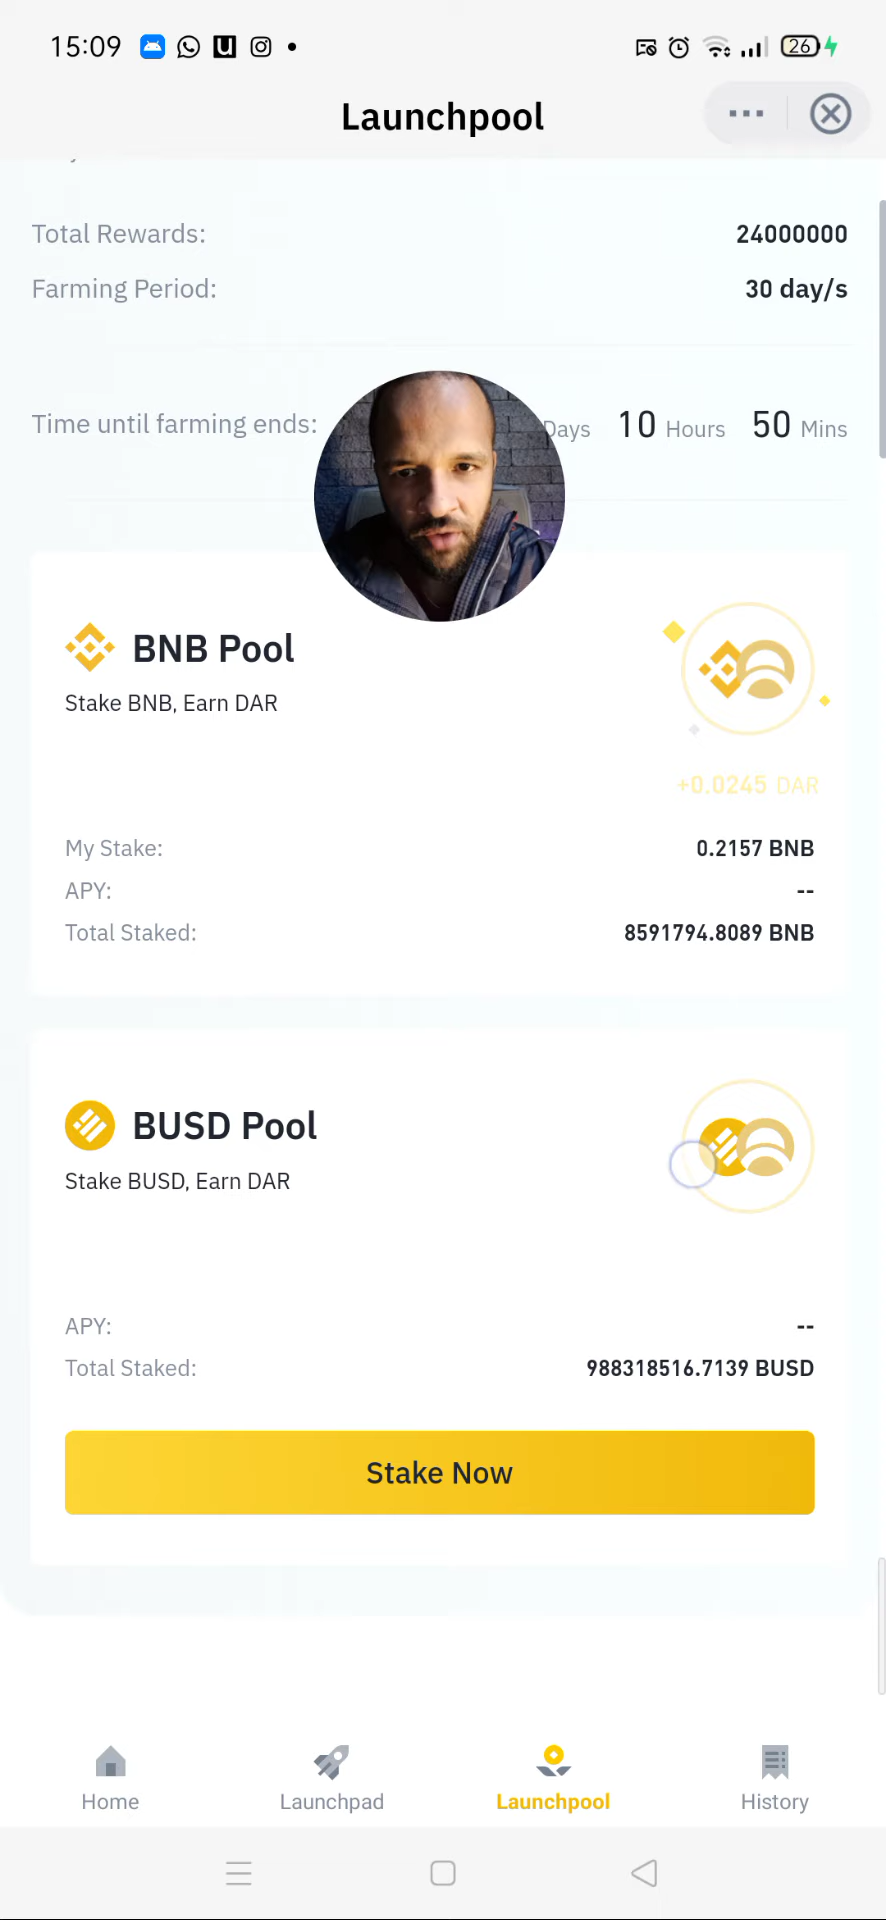 15:09
26
Launchpool
Total Rewards: 24000000
Farming Period: 30 day/s
Time until farming ends: Days 10 Hours 50 Mins
BNB Pool
Stake BNB, Earn DAR
+0.0245 DAR
My Stake: 0.2157 BNB
APY: --
Total Staked: 8591794.8089 BNB
BUSD Pool
Stake BUSD, Earn DAR
APY: --
Total Staked: 988318516.7139 BUSD
Stake Now
Home Launchpad Launchpool History